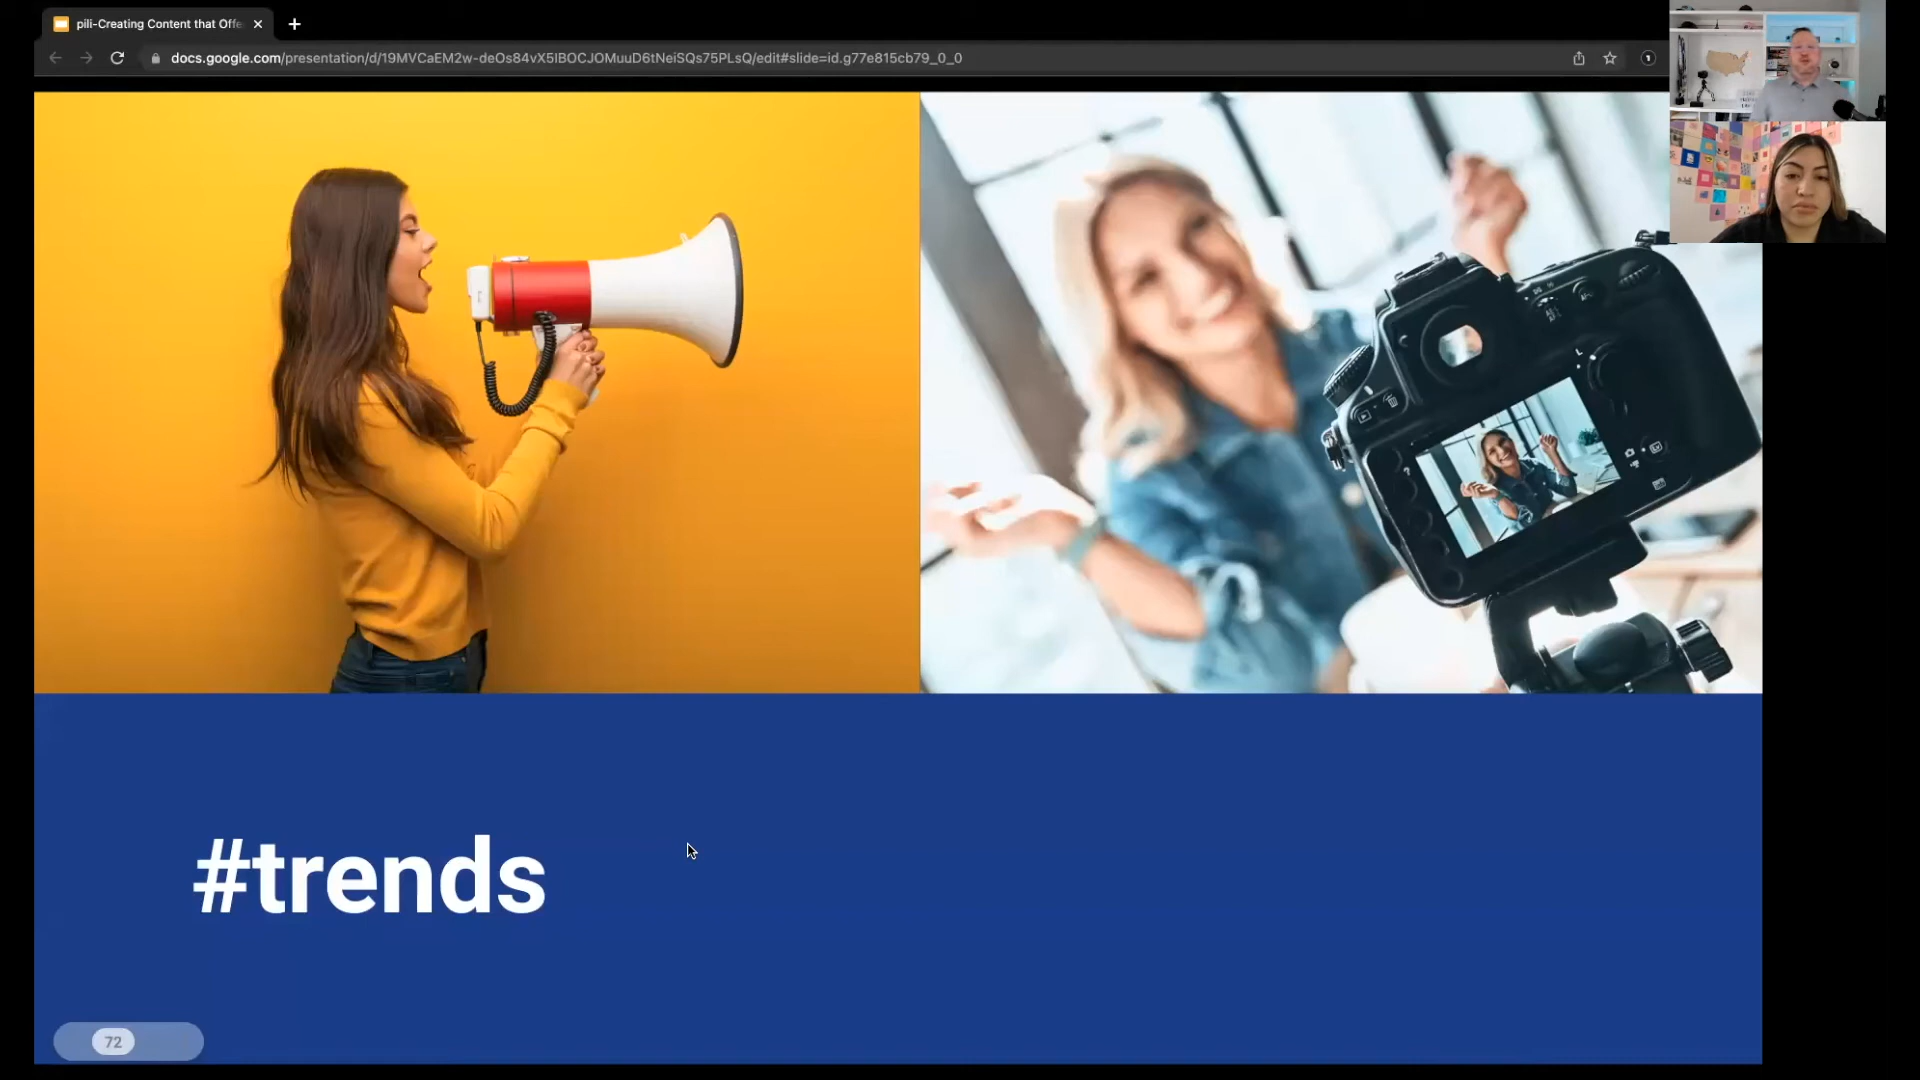 pili-Creating Content that Offe
docs.google.com/presentation/d/19MVCaEM2w-deOs84vX5IBOCJOMuuD6tNeiSQs75PLsQ/edit#slide=id.g77e815cb79_0_0
#trends
72